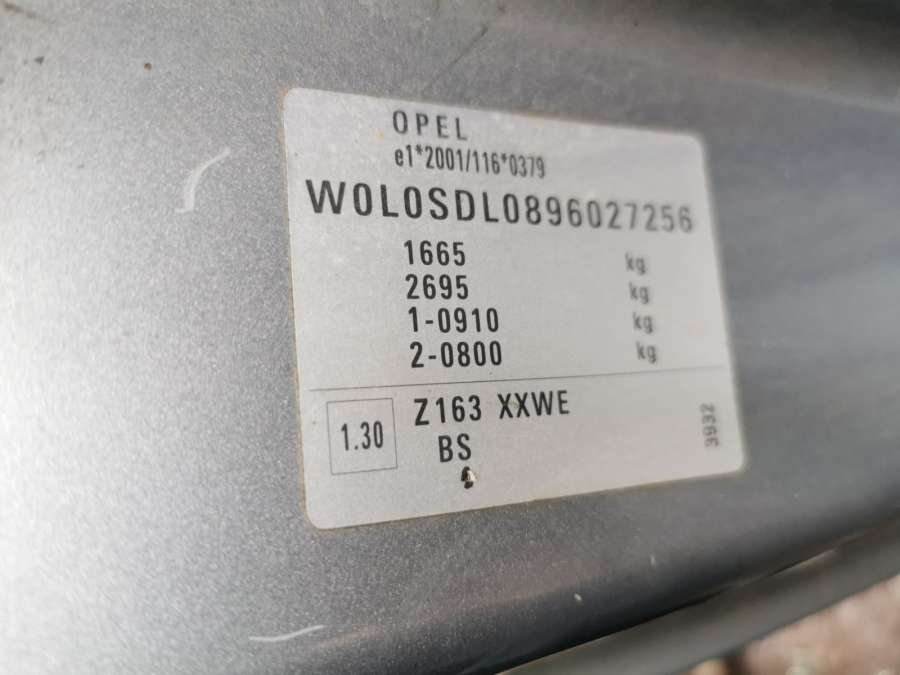 OPEL
e1*2001/116*0379
W0L0SDL0896027256
1665 kg
2695 kg
1-0910 kg
2-0800 kg
1.30 Z163 XXWE
BS
3932